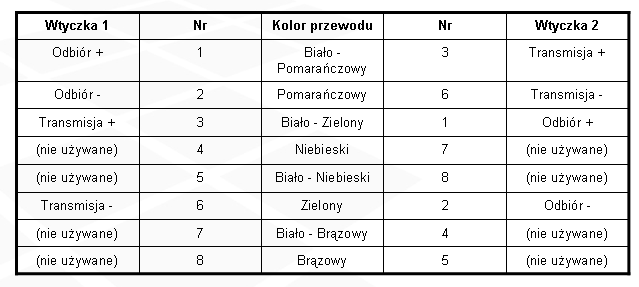 Wtyczka 1 Nr Kolor przewodu Nr Wtyczka 2
Odbiór + 1 Biało - 3 Transmisja +
Pomarańczowy
Odbiór - 2 Pomarańczowy 6 Transmisja -
Transmisja + 3 Biało - Zielony 1 Odbiór +
(nie używane) 4 Niebieski 7 (nie używane)
(nie używane) 5 Biało - Niebieski 8 (nie używane)
Transmisja - 6 Zielony 2 Odbiór -
(nie używane) 7 Biało - Brązowy 4 (nie używane)
(nie używane) 8 Brązowy 5 (nie używane)